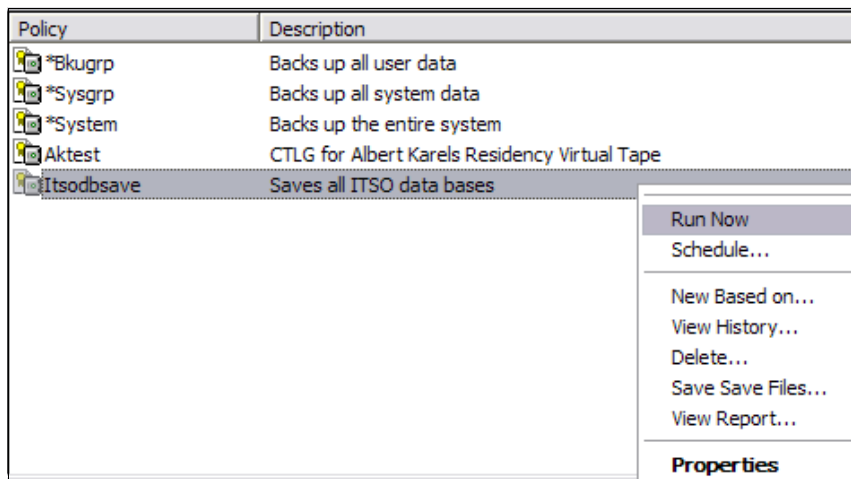 Policy Description
*Bkugrp Backs up all user data
*Sysgrp Backs up all system data
*System Backs up the entire system
Aktest CTLG for Albert Karels Residency Virtual Tape
Itsodbsave Saves all ITSO data bases
Run Now
Schedule...
New Based on...
View History...
Delete...
Save Save Files...
View Report...
Properties